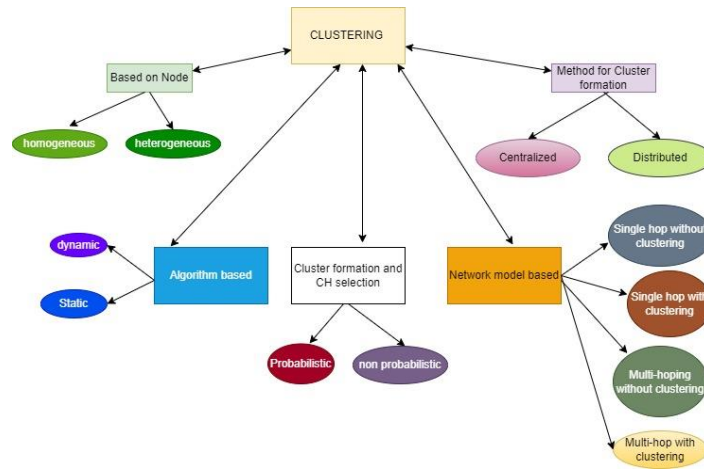 CLUSTERING
Based on Node
Method for Cluster
formation
homogeneous
heterogeneous
Centralized
Distributed
dynamic
Static
Algorithm based
Cluster formation and
CH selection
Network model based
Single hop without
clustering
Single hop with
clustering
Multi-hoping
without clustering
Multi-hop with
clustering
Probabilistic
non probabilistic